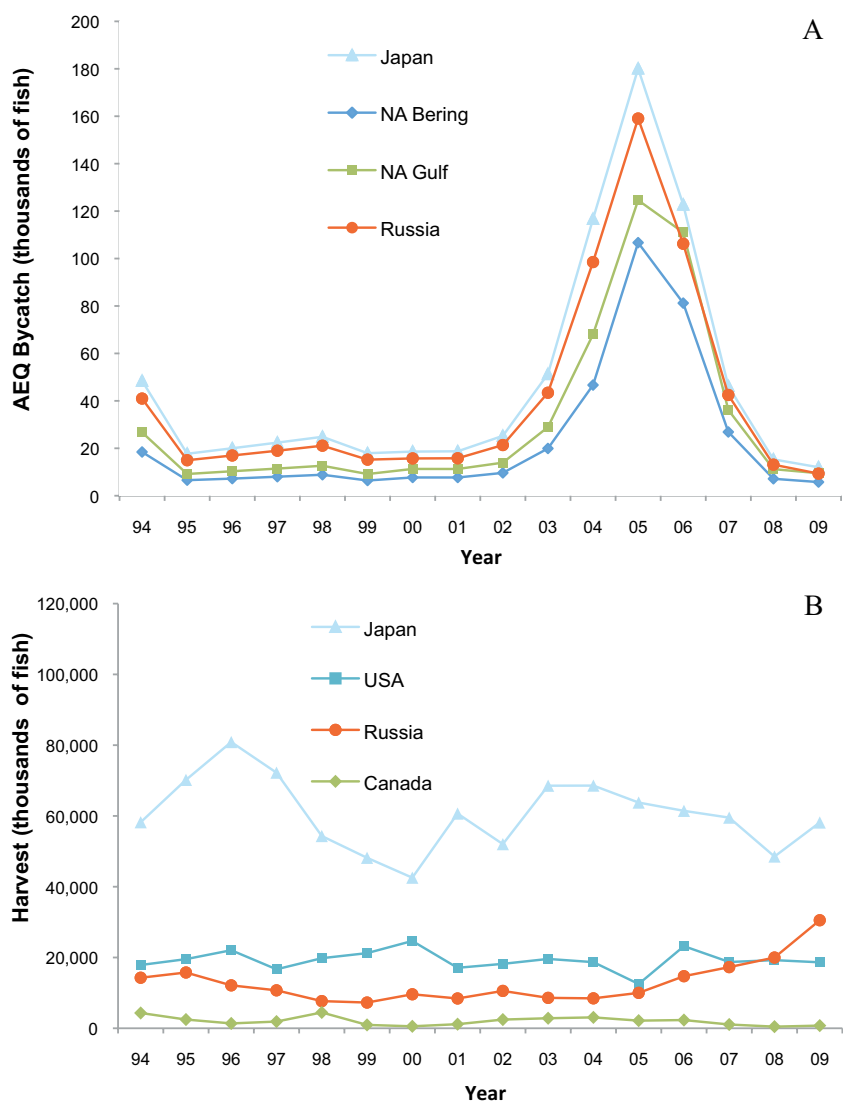 A
200
180
160
140
120
100
80
60
40
20
0
AEQ Bycatch (thousands of fish)
Japan
NA Bering
NA Gulf
Russia
94 95 96 97 98 99 00 01 02 03 04 05 06 07 08 09
Year
B
120,000
100,000
80,000
60,000
40,000
20,000
0
Harvest (thousands of fish)
Japan
USA
Russia
Canada
94 95 96 97 98 99 00 01 02 03 04 05 06 07 08 09
Year